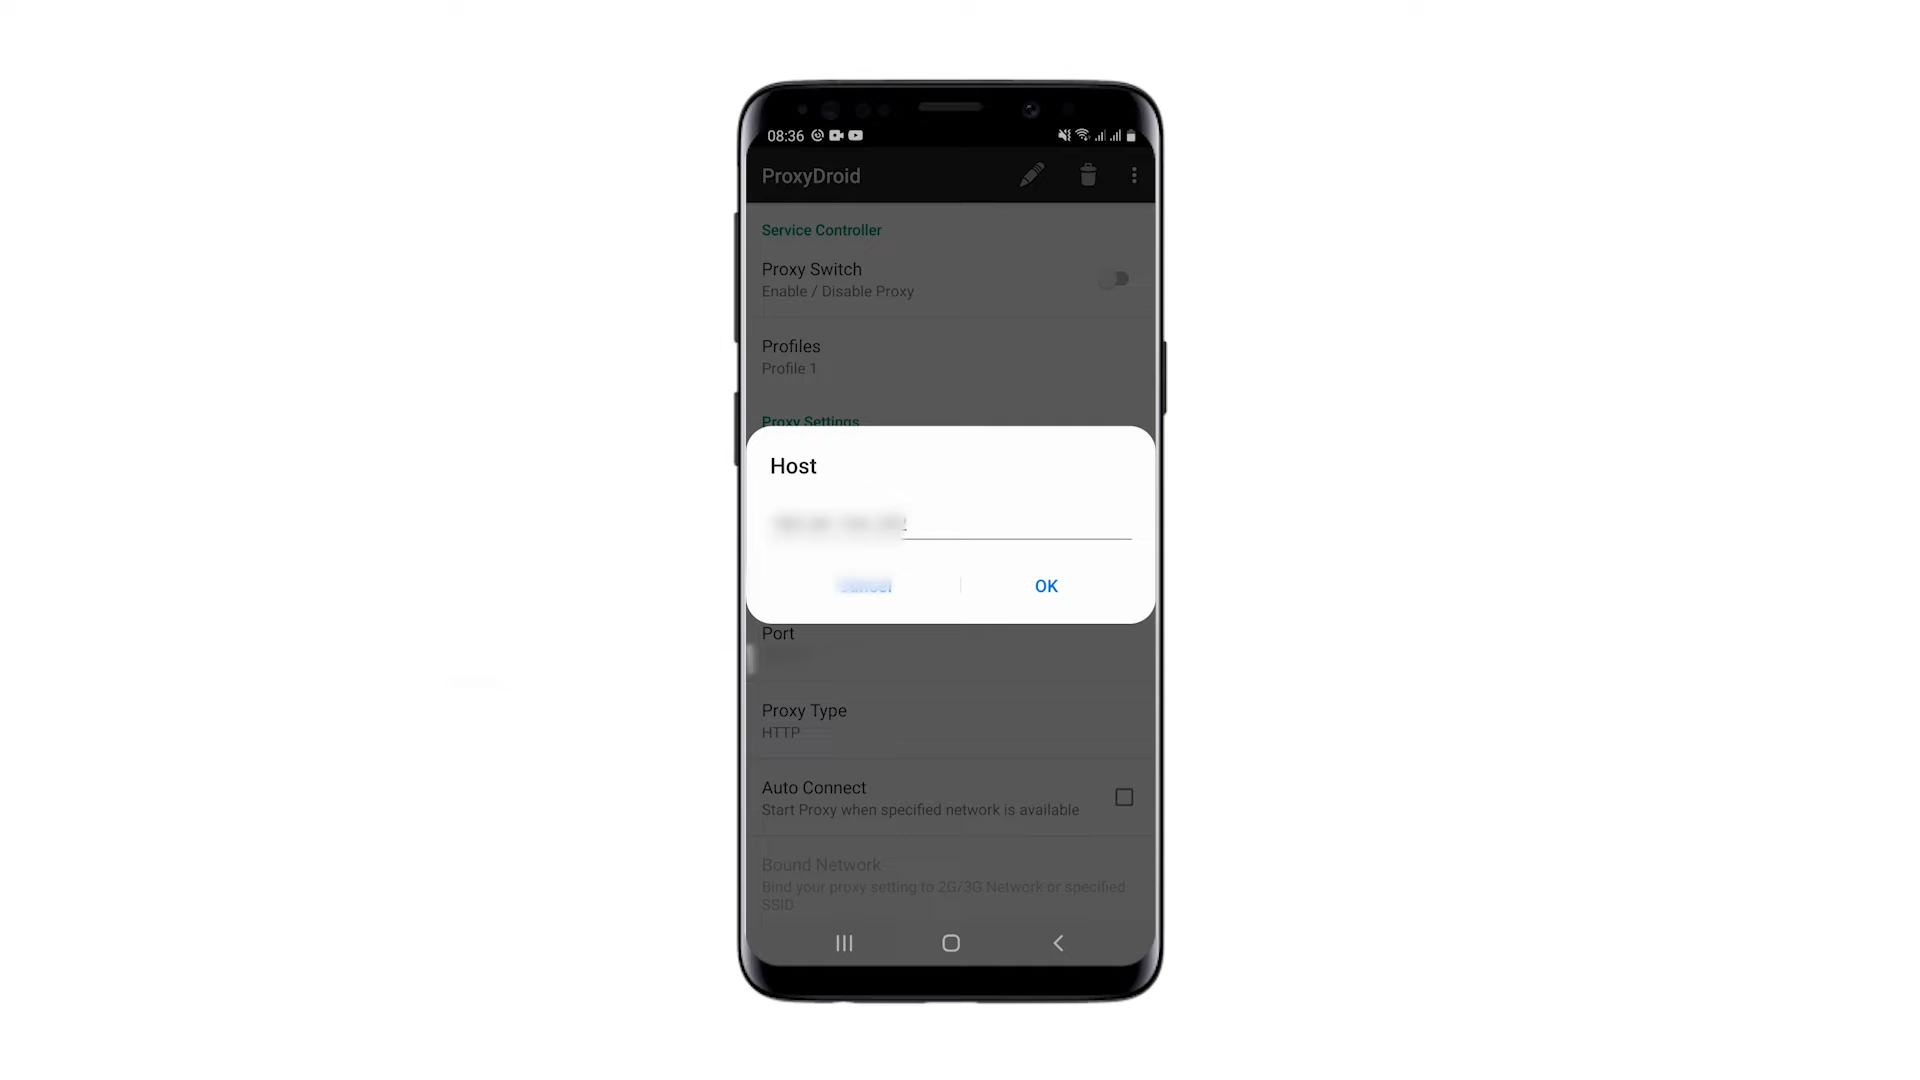 08:36
ProxyDroid
Service Controller
Proxy Switch
Enable / Disable Proxy
Profiles
Profile 1
Proxy Settings
Host
Cancel
OK
Port
Proxy Type
HTTP
Auto Connect
Start Proxy when specified network is available
Bound Network
Bind your proxy setting to 2G/3G Network or specified
SSID